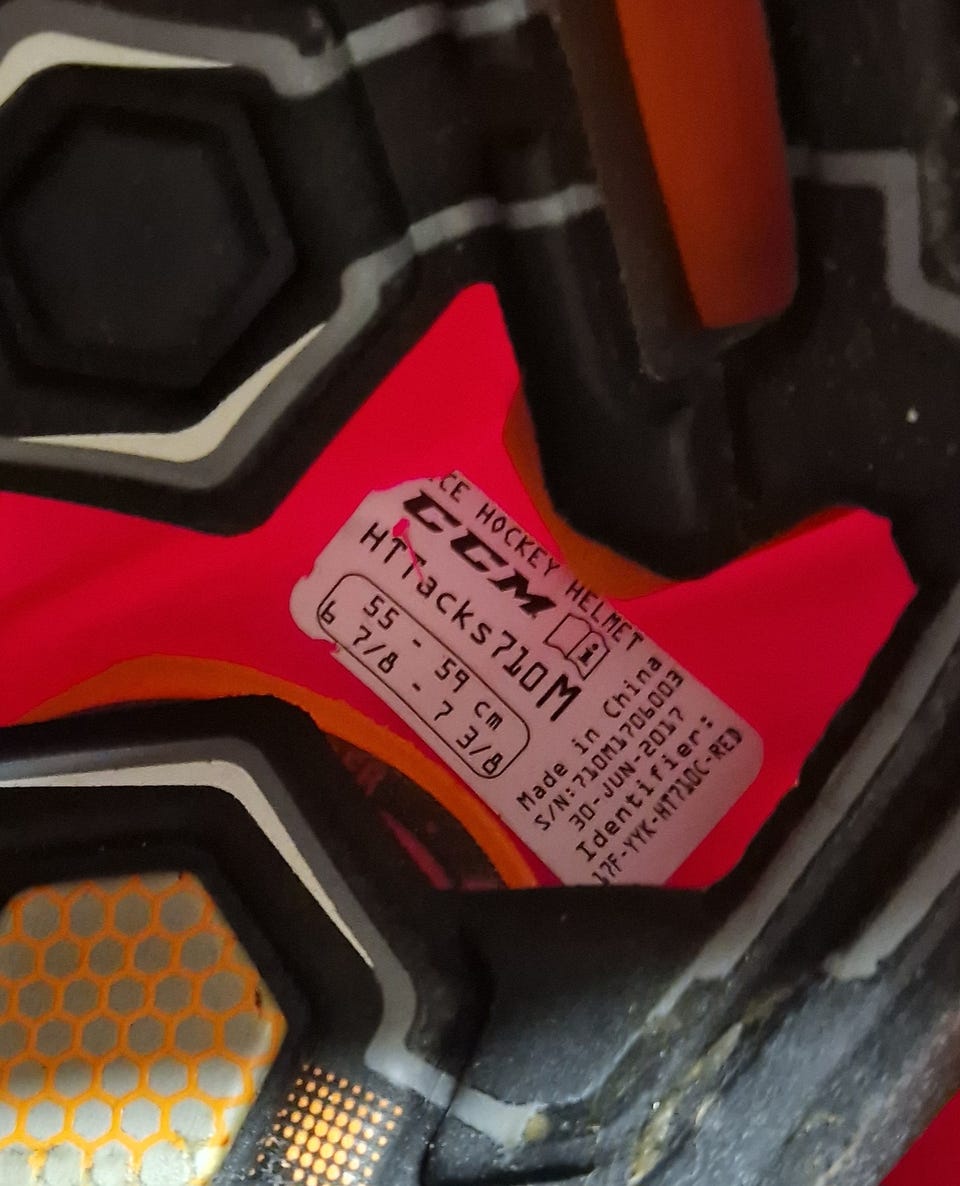 CE HOCKEY HELMET
CCM i
HTTacks710M
55 - 59 cm
6 7/8 - 7 3/8
Made in China
S/N:710M1706003
30-JUN-2017
Identifier:
17F-YYK-HT710C-RED